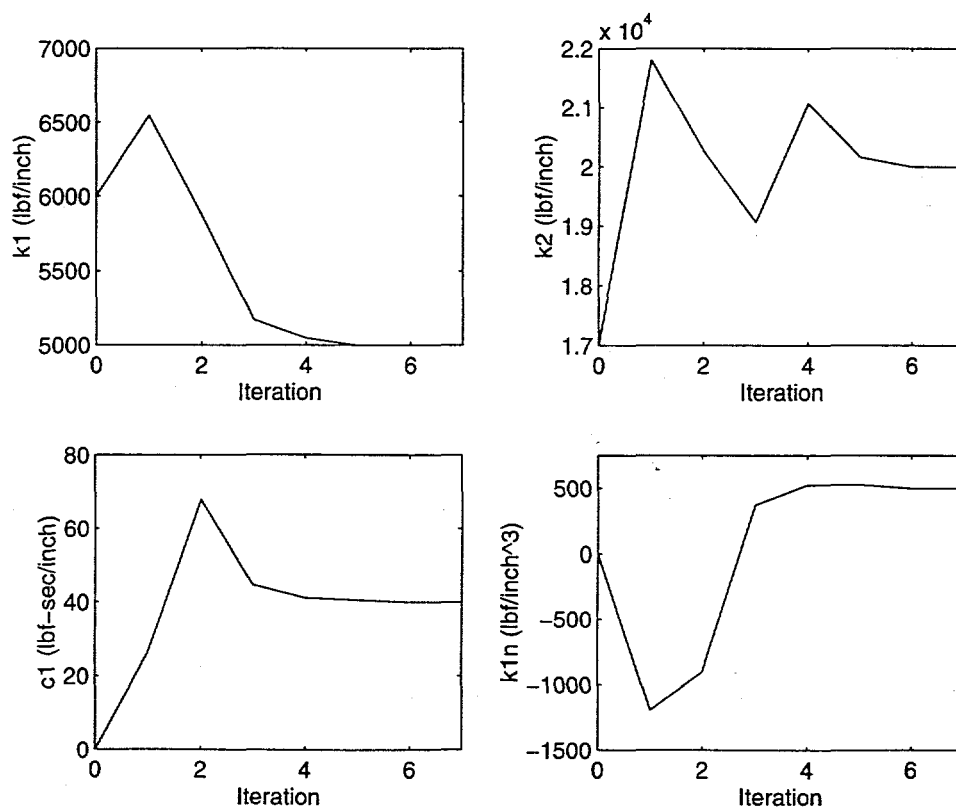 7000
6500
6000
5500
5000
k1 (lbf/inch)
0 2 4 6
Iteration
x 10^4
2.2
2.1
2
1.9
1.8
1.7
k2 (lbf/inch)
0 2 4 6
Iteration
80
60
40
20
0
c1 (lbf-sec/inch)
0 2 4 6
Iteration
500
0
-500
-1000
-1500
k1n (lbf/inch^3)
0 2 4 6
Iteration